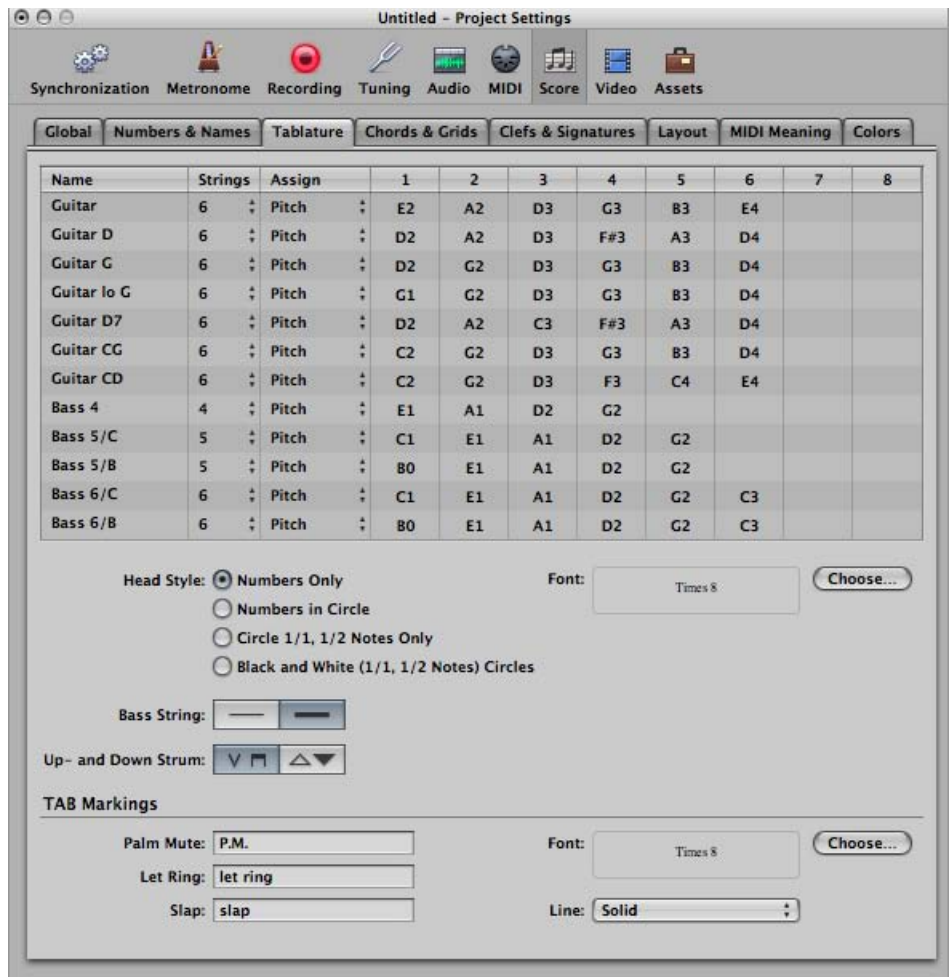 Untitled – Project Settings
Synchronization Metronome Recording Tuning Audio MIDI Score Video Assets
Global Numbers & Names Tablature Chords & Grids Clefs & Signatures Layout MIDI Meaning Colors
Name Strings Assign 1 2 3 4 5 6 7 8
Guitar 6 Pitch E2 A2 D3 G3 B3 E4
Guitar D 6 Pitch D2 A2 D3 F#3 A3 D4
Guitar G 6 Pitch D2 G2 D3 G3 B3 D4
Guitar lo G 6 Pitch G1 G2 D3 G3 B3 D4
Guitar D7 6 Pitch D2 A2 C3 F#3 A3 D4
Guitar CG 6 Pitch C2 G2 D3 G3 B3 D4
Guitar CD 6 Pitch C2 G2 D3 F3 C4 E4
Bass 4 4 Pitch E1 A1 D2 G2
Bass 5/C 5 Pitch C1 E1 A1 D2 G2
Bass 5/B 5 Pitch B0 E1 A1 D2 G2
Bass 6/C 6 Pitch C1 E1 A1 D2 G2 C3
Bass 6/B 6 Pitch B0 E1 A1 D2 G2 C3
Head Style: Numbers Only Font: Times 8 Choose...
Numbers in Circle
Circle 1/1, 1/2 Notes Only
Black and White (1/1, 1/2 Notes) Circles
Bass String:
Up- and Down Strum:
TAB Markings
Palm Mute: P.M. Font: Times 8 Choose...
Let Ring: let ring
Slap: slap Line: Solid